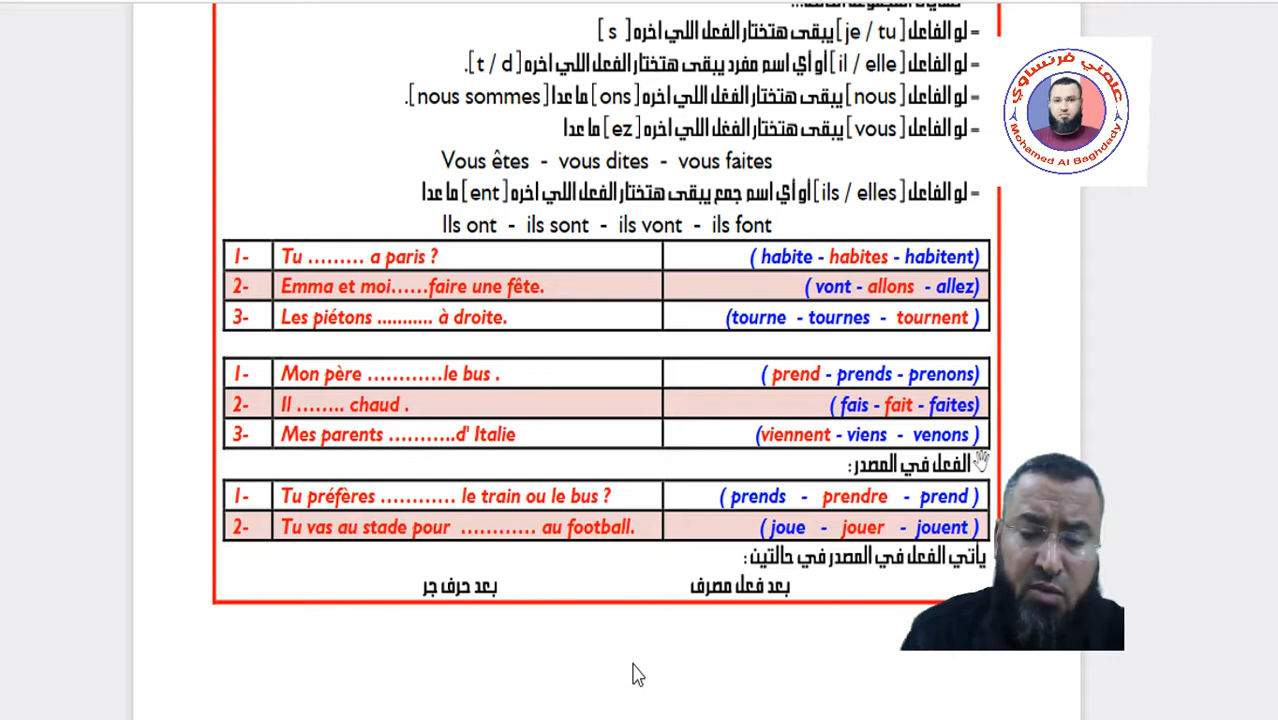 - لو الفاعل [ je / tu ] يبقى هتختار الفعل اللي اخره [ s ]
- لو الفاعل [ il / elle ] أو أي اسم مفرد يبقى هتختار الفعل اللي اخره [ t / d ].
- لو الفاعل [ nous ] يبقى هتختار الفعل اللي اخره [ ons ] ما عدا [ nous sommes ].
- لو الفاعل [ vous ] يبقى هتختار الفعل اللي اخره [ ez ] ما عدا
Vous êtes - vous dites - vous faites
- لو الفاعل [ ils / elles ] أو أي اسم جمع يبقى هتختار الفعل اللي اخره [ ent ] ما عدا
Ils ont - ils sont - ils vont - ils font
1- Tu ……… a paris ? ( habite - habites - habitent)
2- Emma et moi……faire une fête. ( vont - allons - allez)
3- Les piétons ........... à droite. (tourne - tournes - tournent )
1- Mon père …………le bus . ( prend - prends - prenons)
2- Il …….. chaud . ( fais - fait - faites)
3- Mes parents ………..d' Italie (viennent - viens - venons )
الفعل في المصدر :
1- Tu préfères ………… le train ou le bus ? ( prends - prendre - prend )
2- Tu vas au stade pour ………… au football. ( joue - jouer - jouent )
يأتي الفعل في المصدر في حالتين :
بعد فعل مصرف بعد حرف جر
علمني فرنساوي
Mohamed Al Baghdady